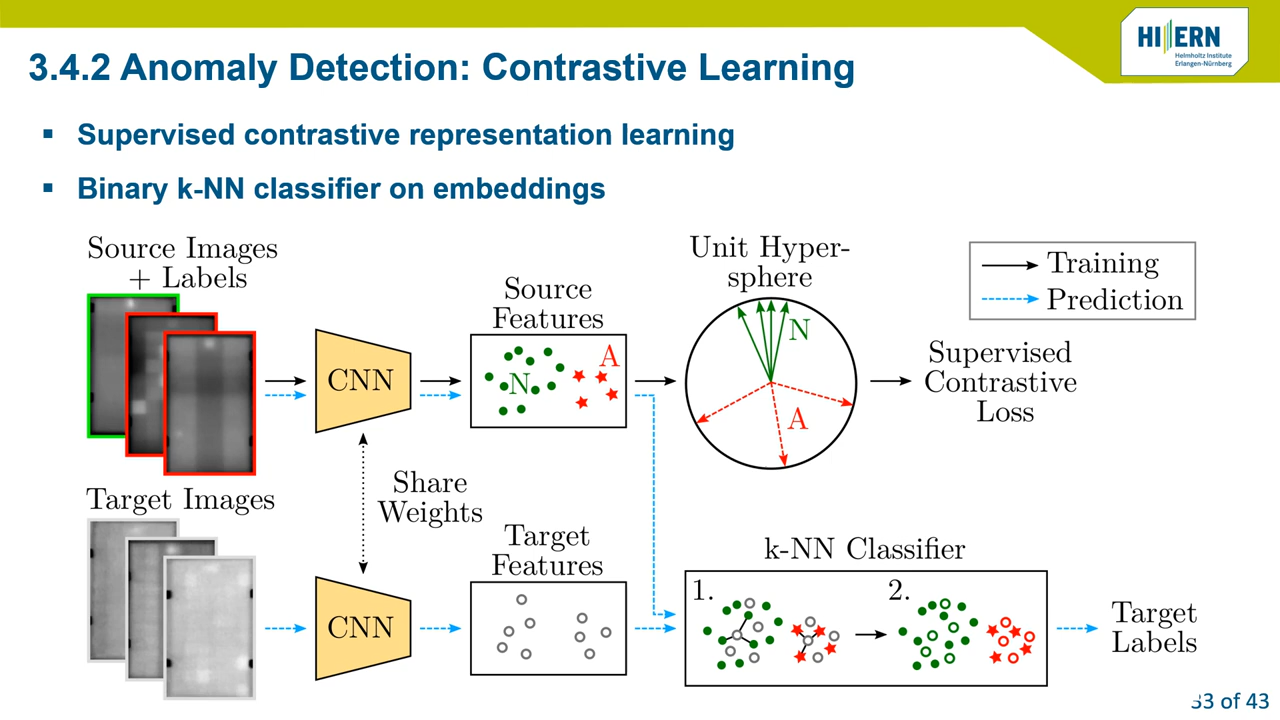 HI ERN
Helmholtz Institute
Erlangen-Nürnberg
3.4.2 Anomaly Detection: Contrastive Learning
▪ Supervised contrastive representation learning
▪ Binary k-NN classifier on embeddings
Source Images
+ Labels
CNN
Source
Features
N
A
Unit Hyper-
sphere
N
A
Training
Prediction
Supervised
Contrastive
Loss
Share
Weights
Target Images
CNN
Target
Features
k-NN Classifier
1.
2.
Target
Labels
33 of 43